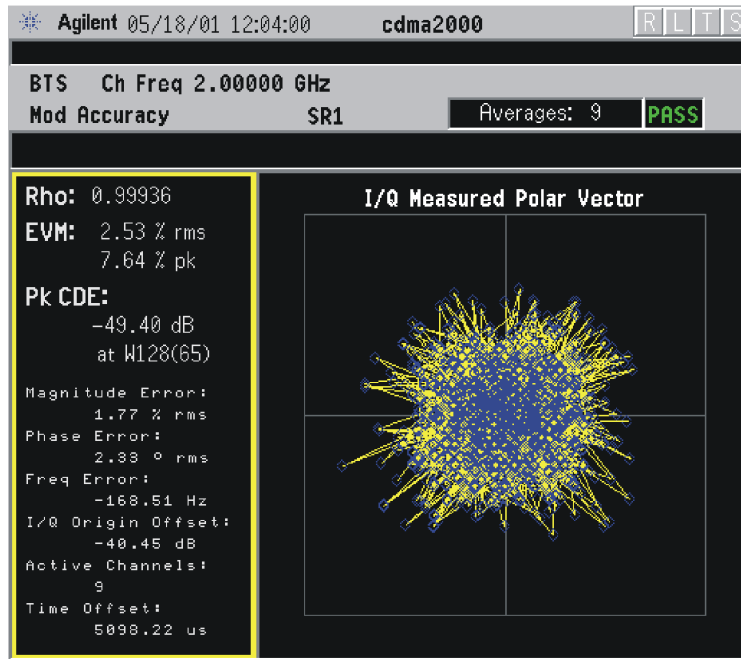 Agilent 05/18/01 12:04:00 cdma2000 R L T S
BTS Ch Freq 2.00000 GHz
Mod Accuracy SR1 Averages: 9 PASS
Rho: 0.99936
EVM: 2.53 % rms
7.64 % pk
Pk CDE:
-49.40 dB
at W128(65)
Magnitude Error:
1.77 % rms
Phase Error:
2.33 º rms
Freq Error:
-168.51 Hz
I/Q Origin Offset:
-40.45 dB
Active Channels:
9
Time Offset:
5098.22 us
I/Q Measured Polar Vector